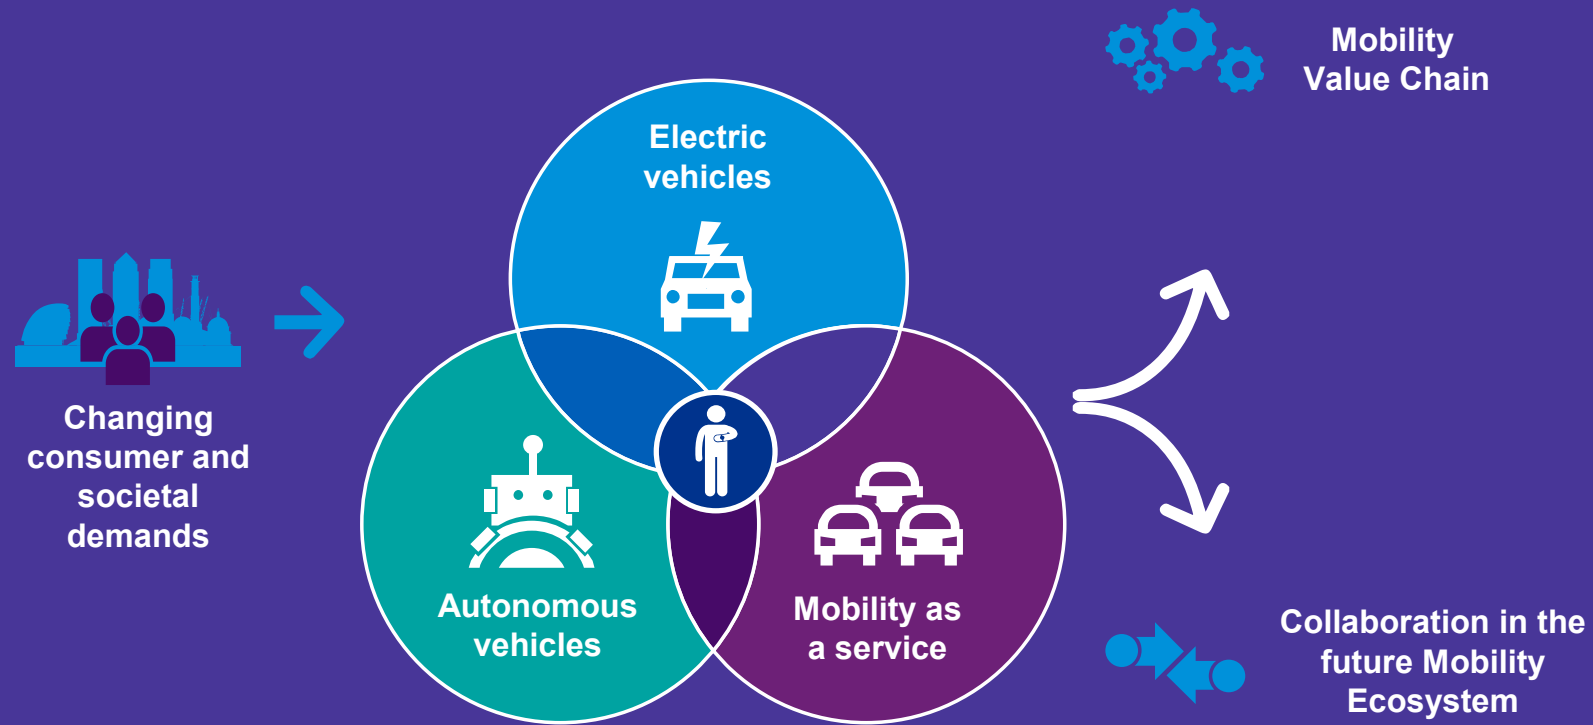 Changing
consumer and
societal
demands
Electric
vehicles
Autonomous
vehicles
Mobility as
a service
Mobility
Value Chain
Collaboration in the
future Mobility
Ecosystem